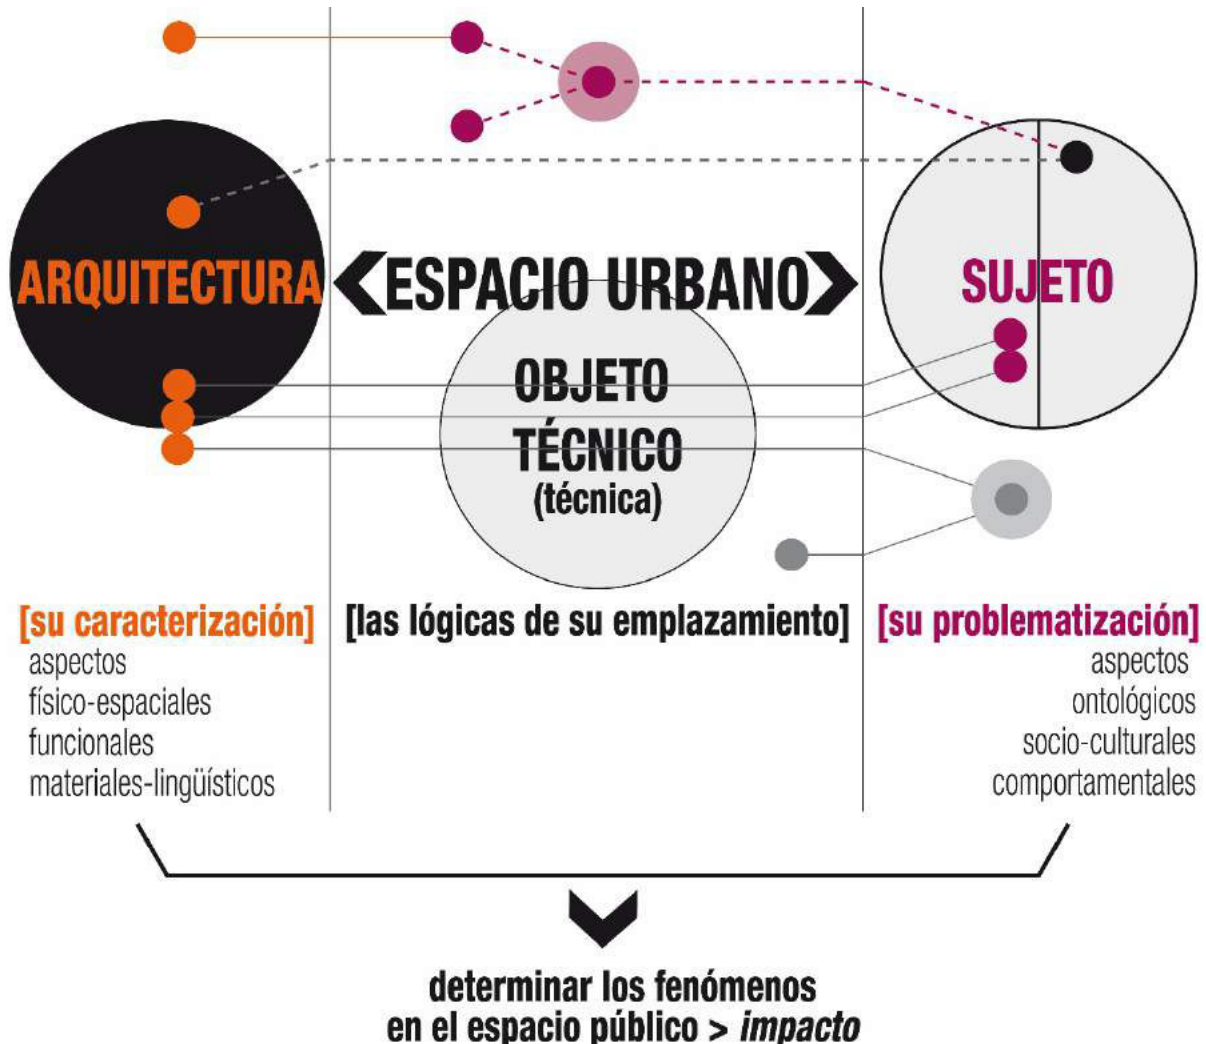 ARQUITECTURA
<ESPACIO URBANO>
SUJETO
OBJETO
TÉCNICO
(técnica)
[su caracterización]
aspectos
físico-espaciales
funcionales
materiales-lingüísticos
[las lógicas de su emplazamiento]
[su problematización]
aspectos
ontológicos
socio-culturales
comportamentales
determinar los fenómenos
en el espacio público > impacto